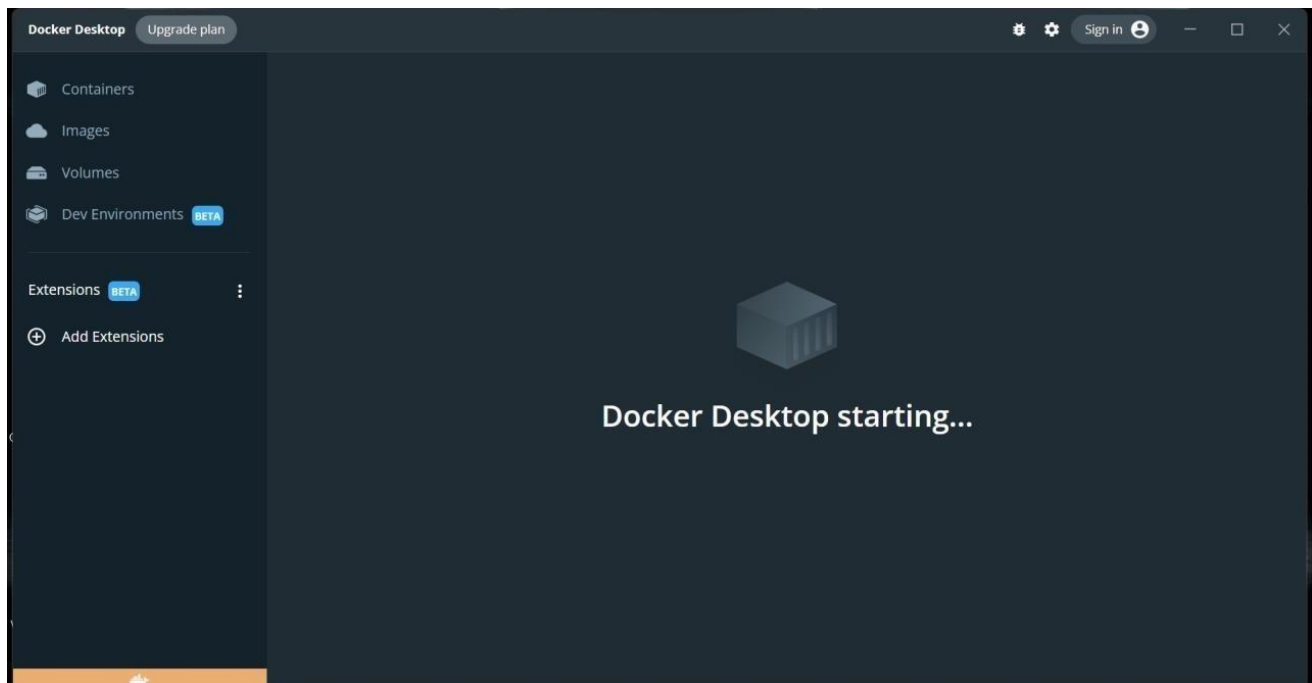 Docker Desktop Upgrade plan Sign in
Containers
Images
Volumes
Dev Environments BETA
Extensions BETA
Add Extensions
Docker Desktop starting...